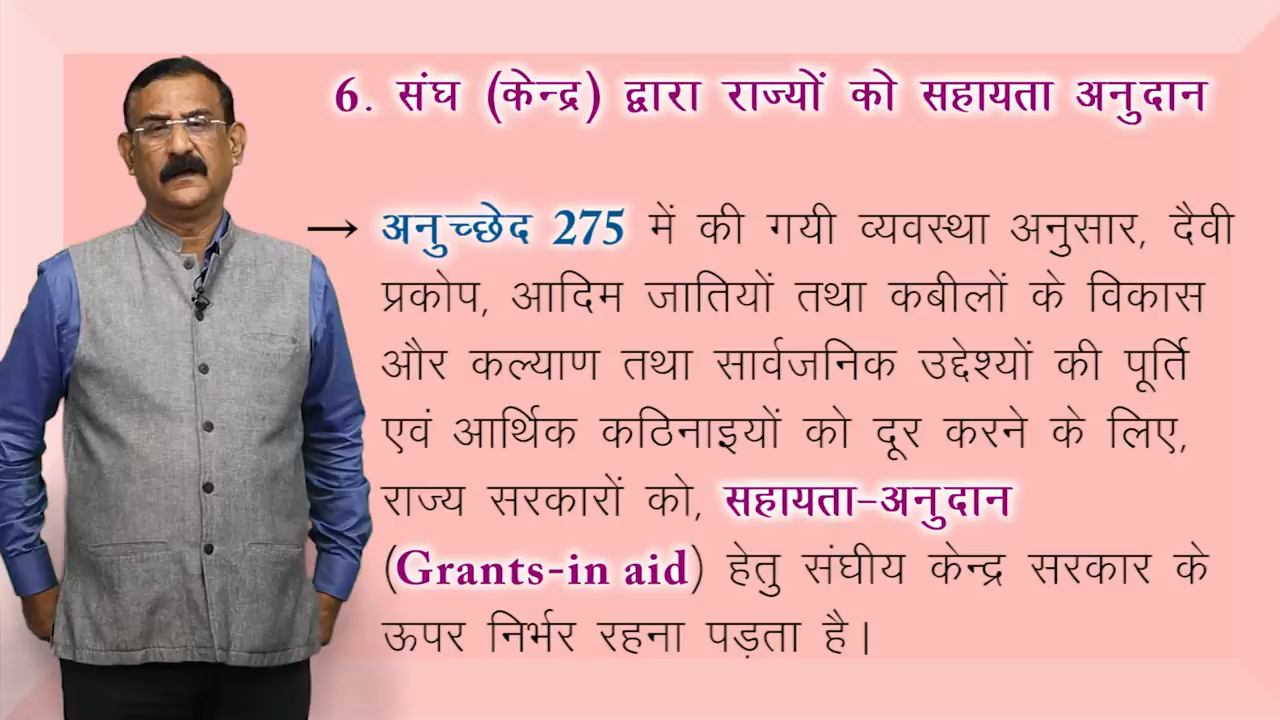 6. संघ (केन्द्र) द्वारा राज्यों को सहायता अनुदान
→ अनुच्छेद 275 में की गयी व्यवस्था अनुसार, दैवी
प्रकोप, आदिम जातियों तथा कबीलों के विकास
और कल्याण तथा सार्वजनिक उद्देश्यों की पूर्ति
एवं आर्थिक कठिनाइयों को दूर करने के लिए,
राज्य सरकारों को, सहायता-अनुदान
(Grants-in aid) हेतु संघीय केन्द्र सरकार के
ऊपर निर्भर रहना पड़ता है।